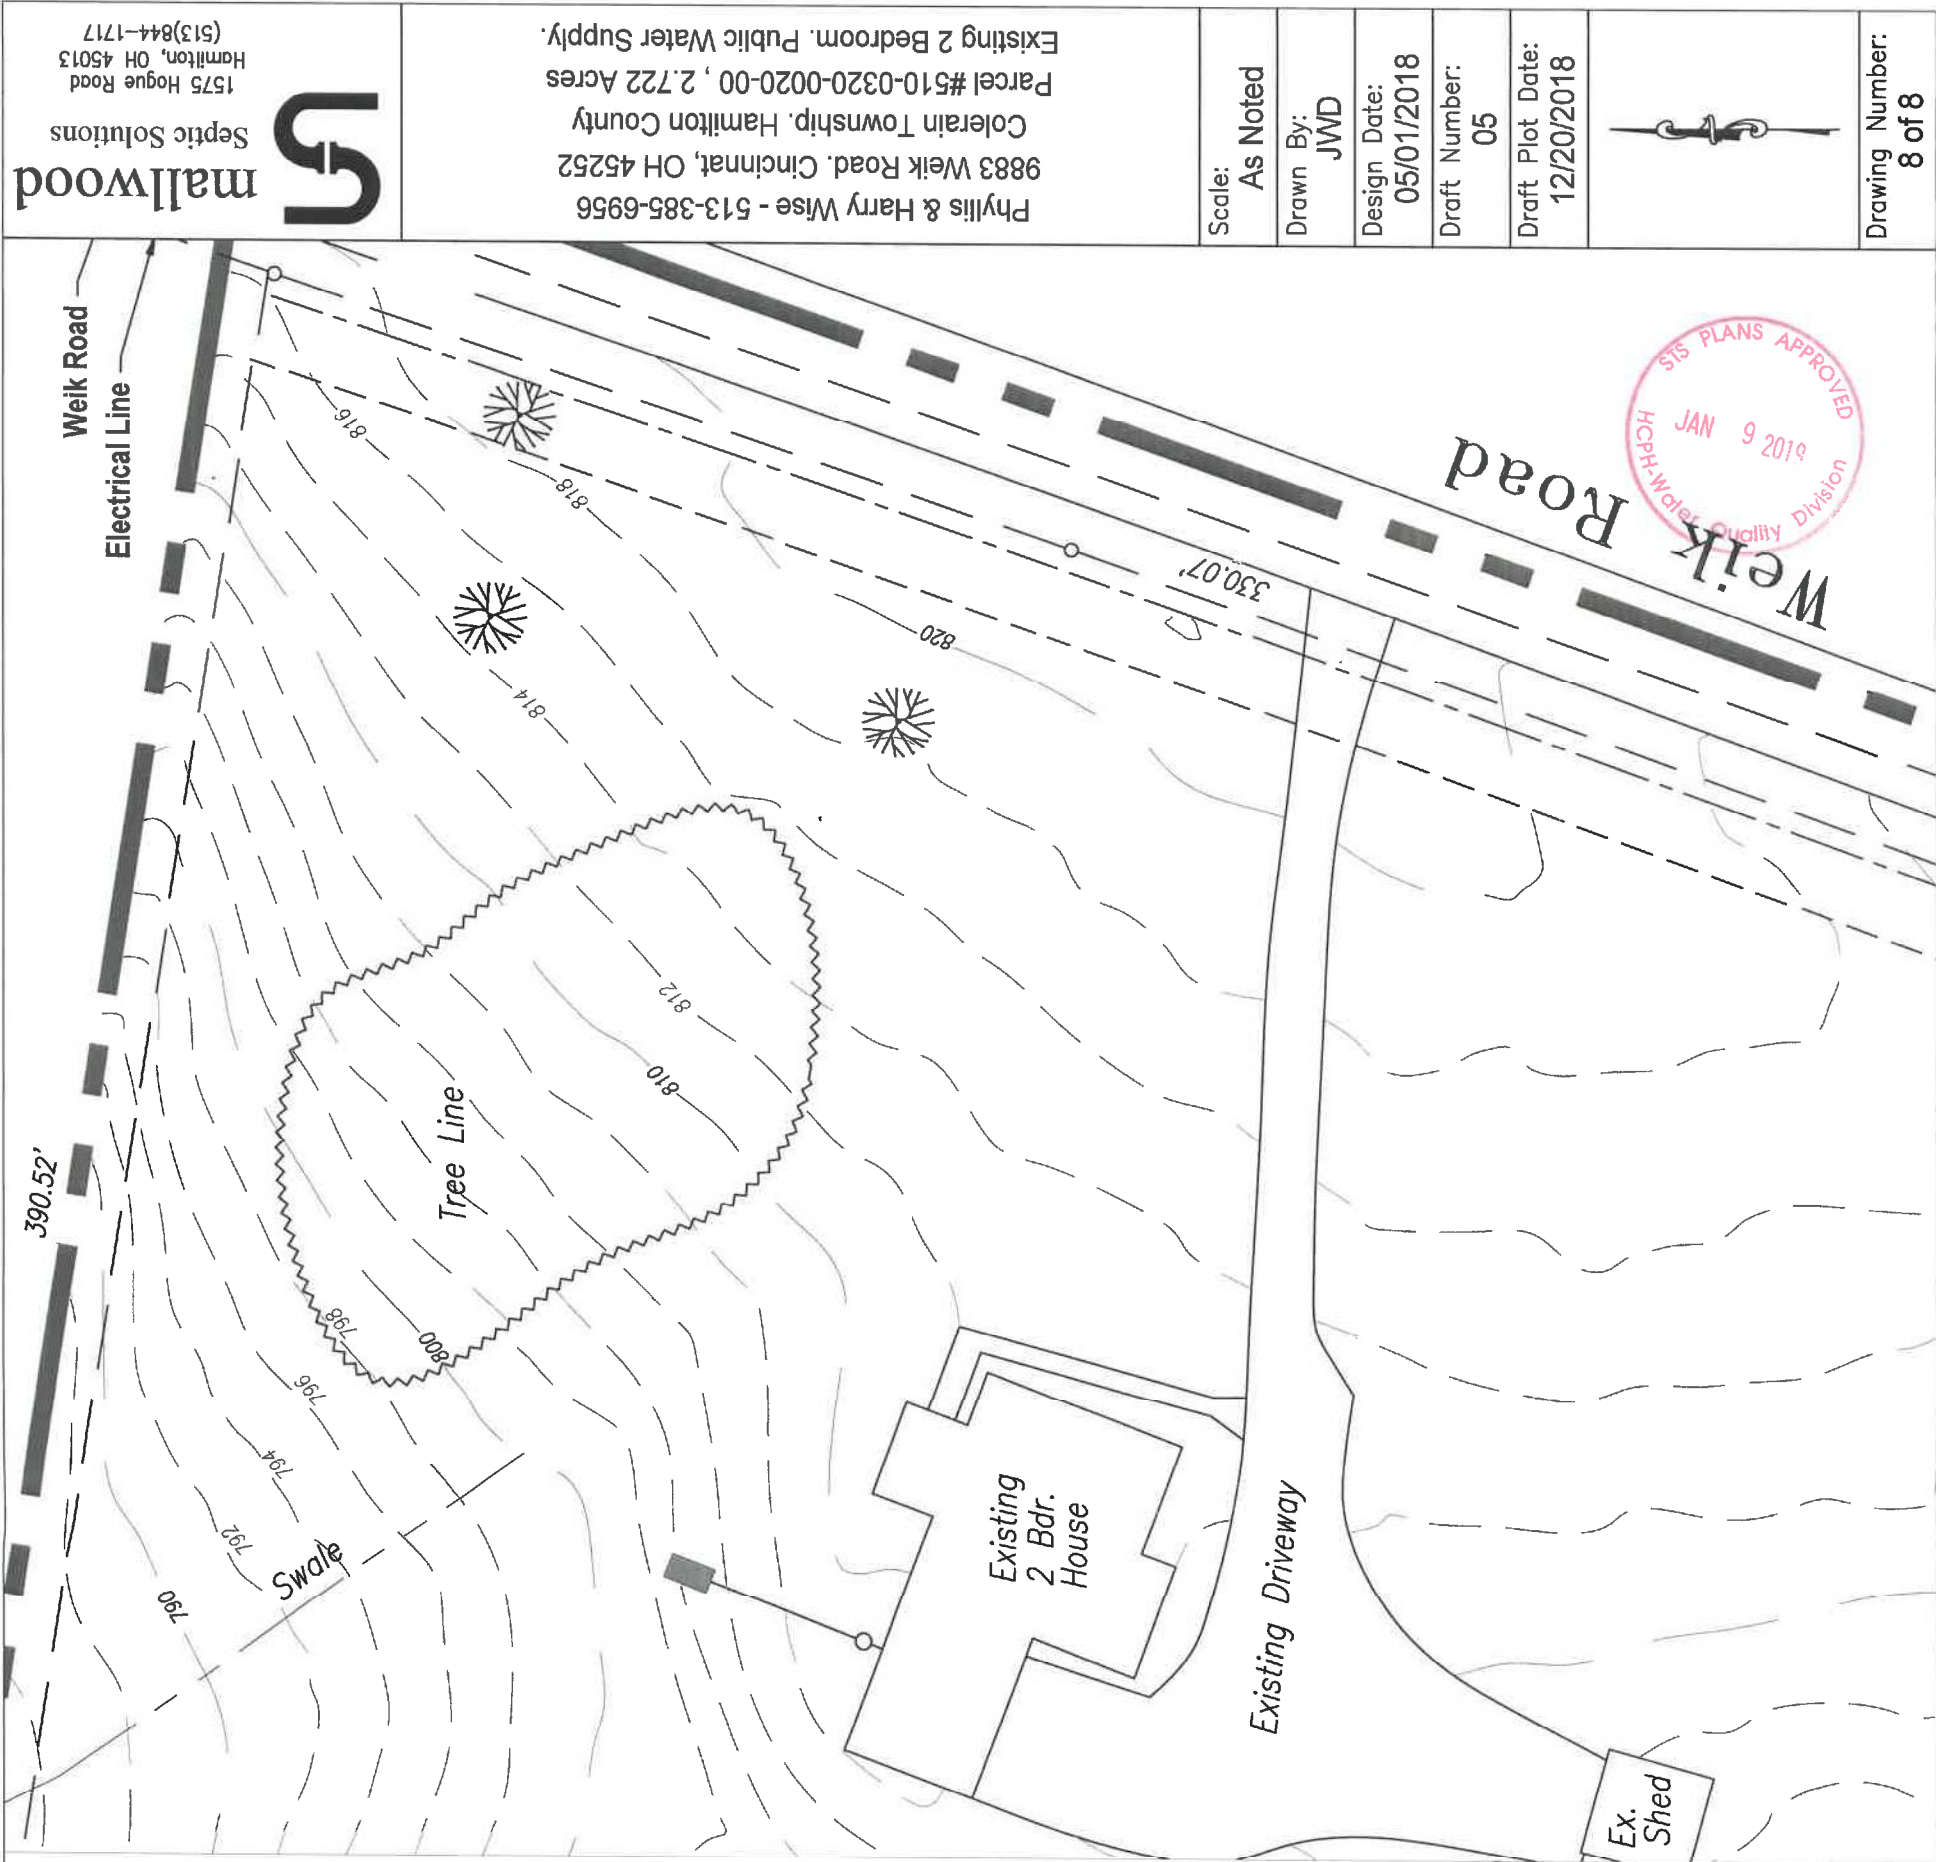 mallwood
Septic Solutions
1575 Hogue Road
Hamilton, OH 45013
(513)844-1717
Phyllis & Harry Wise - 513-385-6956
9883 Weik Road. Cincinnat, OH 45252
Colerain Township. Hamilton County
Parcel #510-0320-0020-00 , 2.722 Acres
Existing 2 Bedroom. Public Water Supply.
Scale:
As Noted
Drawn By:
JWD
Design Date:
05/01/2018
Draft Number:
05
Draft Plot Date:
12/20/2018
Drawing Number:
8 of 8
Weik Road
Electrical Line
STS PLANS APPROVED
JAN 9 2019
HCPH-Water Quality Division
Weik Road
330.07'
390.52'
816
818
820
814
812
810
Tree Line
798
800
796
794
792
790
Swale
Existing
2 Bdr.
House
Existing Driveway
Ex.
Shed